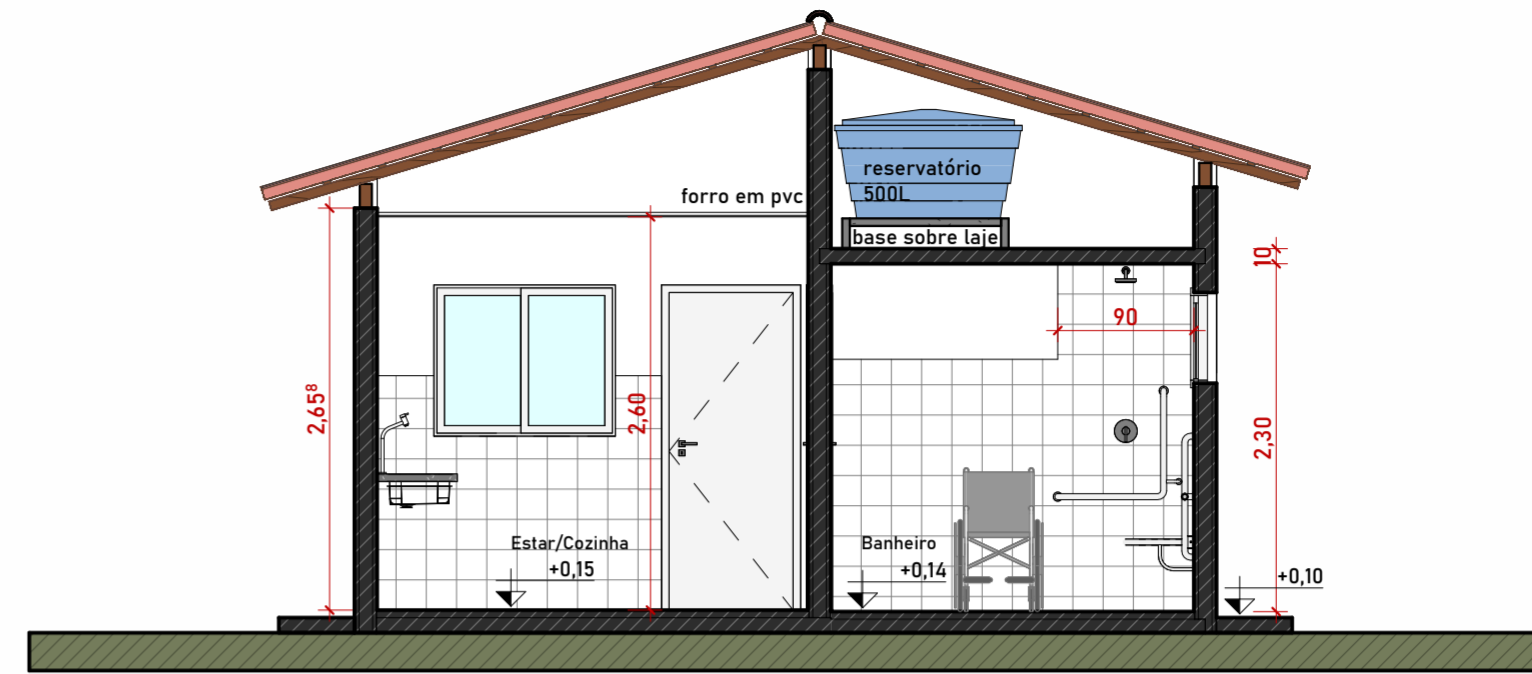 forro em pvc
reservatório
500L
base sobre laje
10
90
2,65⁸
2,60
2,30
Estar/Cozinha
+0,15
Banheiro
+0,14
+0,10